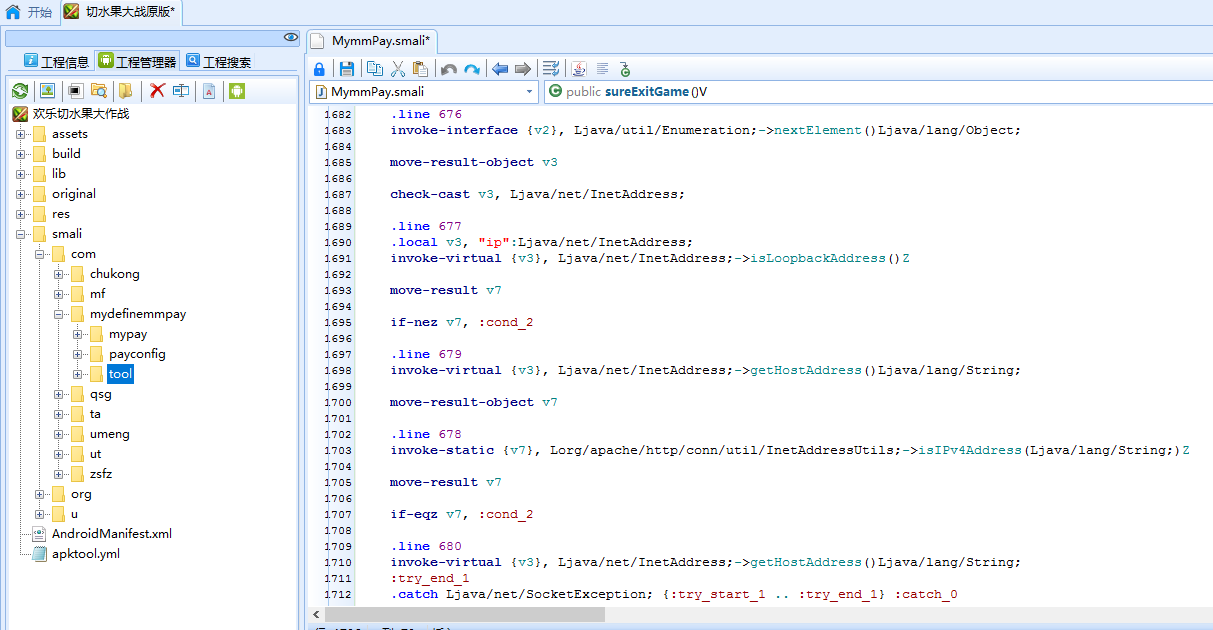 开始
切水果大战原版*
工程信息
工程管理器
工程搜索
欢乐切水果大作战
assets
build
lib
original
res
smali
com
chukong
mf
mydefinemmpay
mypay
payconfig
tool
qsg
ta
umeng
ut
zsfz
org
u
AndroidManifest.xml
apktool.yml
MymmPay.smali*
MymmPay.smali
public sureExitGame()V
1682 .line 676
1683 invoke-interface {v2}, Ljava/util/Enumeration;->nextElement()Ljava/lang/Object;
1684
1685 move-result-object v3
1686
1687 check-cast v3, Ljava/net/InetAddress;
1688
1689 .line 677
1690 .local v3, "ip":Ljava/net/InetAddress;
1691 invoke-virtual {v3}, Ljava/net/InetAddress;->isLoopbackAddress()Z
1692
1693 move-result v7
1694
1695 if-nez v7, :cond_2
1696
1697 .line 679
1698 invoke-virtual {v3}, Ljava/net/InetAddress;->getHostAddress()Ljava/lang/String;
1699
1700 move-result-object v7
1701
1702 .line 678
1703 invoke-static {v7}, Lorg/apache/http/conn/util/InetAddressUtils;->isIPv4Address(Ljava/lang/String;)Z
1704
1705 move-result v7
1706
1707 if-eqz v7, :cond_2
1708
1709 .line 680
1710 invoke-virtual {v3}, Ljava/net/InetAddress;->getHostAddress()Ljava/lang/String;
1711 :try_end_1
1712 .catch Ljava/net/SocketException; {:try_start_1 .. :try_end_1} :catch_0